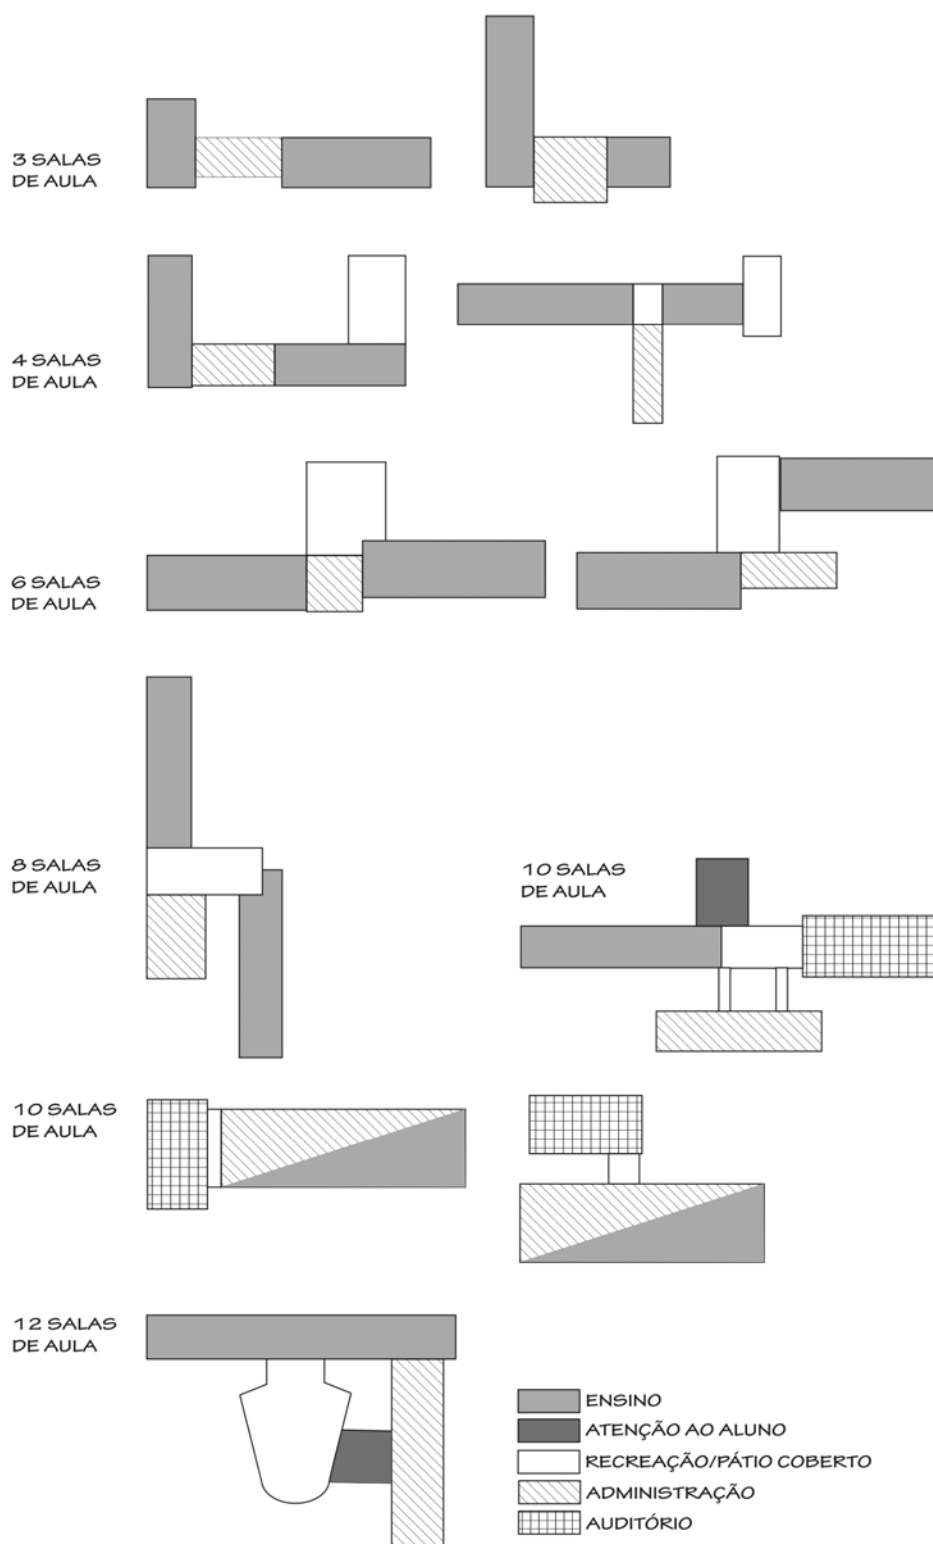 3 SALAS
DE AULA
4 SALAS
DE AULA
6 SALAS
DE AULA
8 SALAS
DE AULA
10 SALAS
DE AULA
10 SALAS
DE AULA
12 SALAS
DE AULA
ENSINO
ATENÇÃO AO ALUNO
RECREAÇÃO/PÁTIO COBERTO
ADMINISTRAÇÃO
AUDITÓRIO